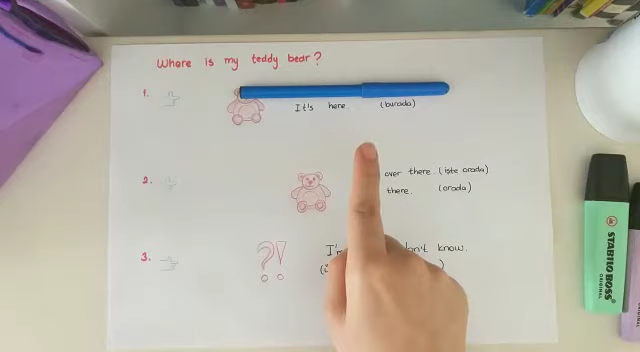 Where is my teddy bear?
1.
It's here. (burada)
2.
over there. (işte orada)
there. (orada)
3.
know.
STABILO BOSS
ORIGINAL